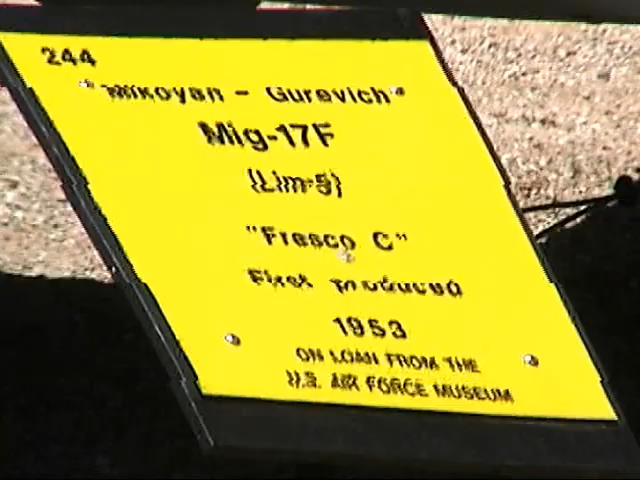 244
Mikoyan - Gurevich
Mig-17F
(Lim-5)
"Fresco C"
First produced
1953
ON LOAN FROM THE
U.S. AIR FORCE MUSEUM